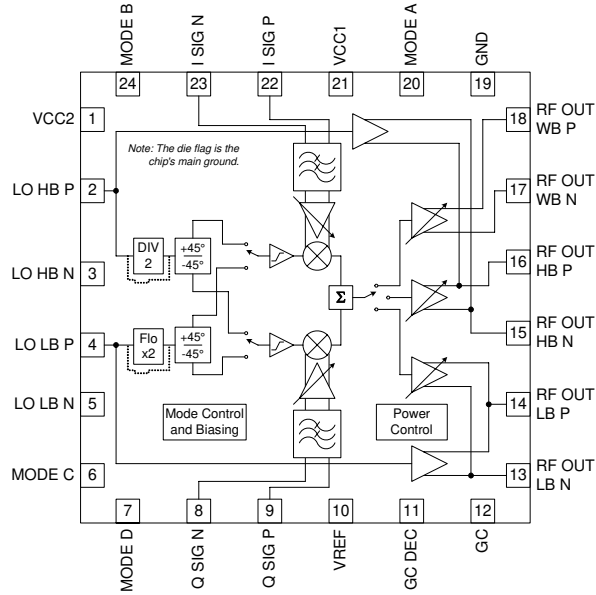 MODE B
I SIG N
I SIG P
VCC1
MODE A
GND
24
23
22
21
20
19
VCC2
1
18
RF OUT
WB P
Note: The die flag is the
chip's main ground.
LO HB P
2
17
RF OUT
WB N
DIV
2
+45°
-45°
LO HB N
3
16
RF OUT
HB P
Σ
LO LB P
4
Flo
x2
+45°
-45°
15
RF OUT
HB N
LO LB N
5
Mode Control
and Biasing
Power
Control
14
RF OUT
LB P
MODE C
6
13
RF OUT
LB N
7
8
9
10
11
12
MODE D
Q SIG N
Q SIG P
VREF
GC DEC
GC